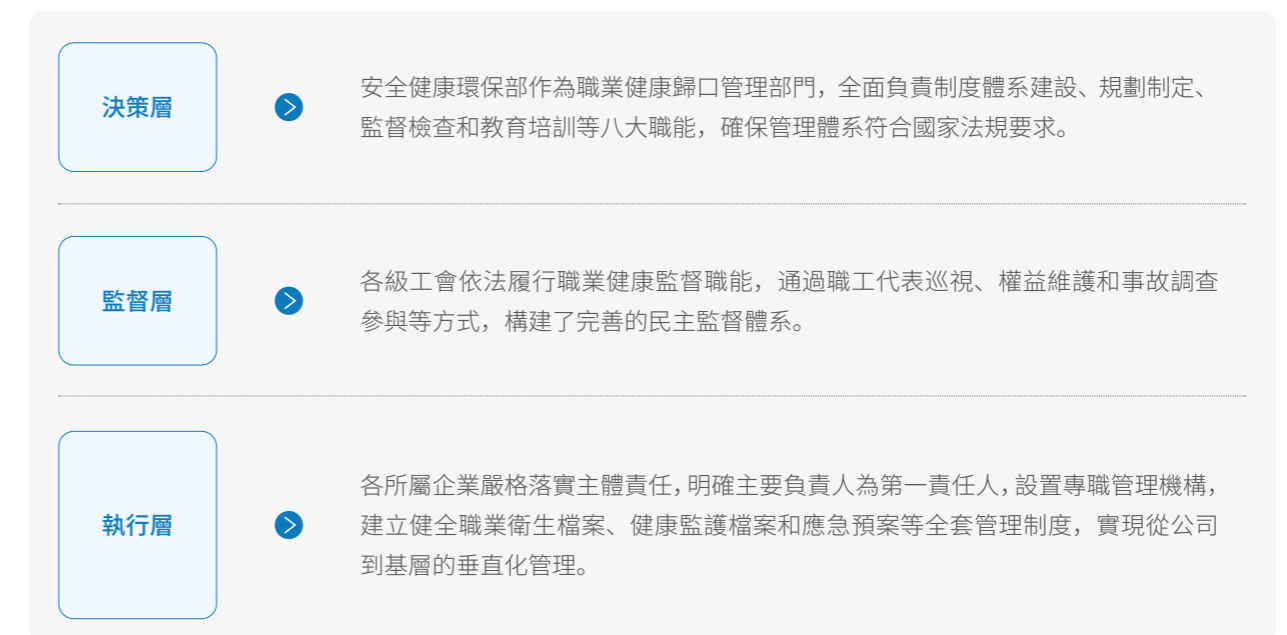 決策層
安全健康環保部作為職業健康歸口管理部門，全面負責制度體系建設、規劃制定、
監督檢查和教育培訓等八大職能，確保管理體系符合國家法規要求。
監督層
各級工會依法履行職業健康監督職能，通過職工代表巡視、權益維護和事故調查
參與等方式，構建了完善的民主監督體系。
執行層
各所屬企業嚴格落實主體責任，明確主要負責人為第一責任人，設置專職管理機構，
建立健全職業衛生檔案、健康監護檔案和應急預案等全套管理制度，實現從公司
到基層的垂直化管理。